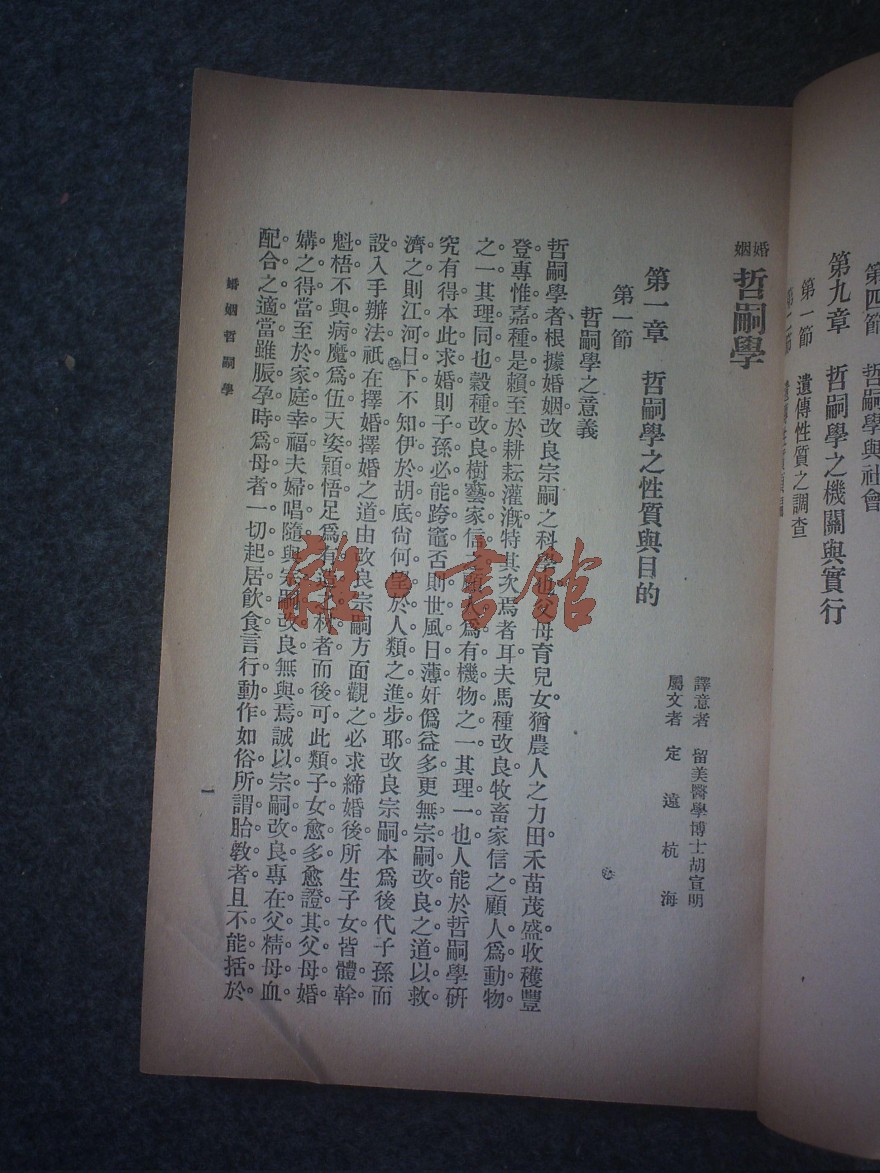 第四節 哲嗣學與社會
第九章 哲嗣學之機關與實行
第一節 遺傳性質之調查
婚姻哲嗣學
譯意者 留美醫學博士胡宣明
屬文者 定遠杭海
第一章 哲嗣學之性質與目的
第一節
哲嗣學之意義
哲嗣學者根據婚姻改良宗嗣之科學也父母育兒女猶農人之力田禾苗茂盛收穫豐
登專惟嘉種是賴至於耕耘灌漑特其次焉者耳夫馬種改良牧畜家信之顧人爲動物
之一其理同也穀種改良樹藝家信之顧人爲有機物之一其理一也人能於哲嗣學研
究有得本此求婚則子孫必能跨竈否則世風日薄奸僞益多更無宗嗣改良之道以救
濟之則江河日下不知伊於胡底尙何望於人類之進步耶改良宗嗣本爲後代子孫而
設入手辦法祇在擇婚擇婚之道由改良宗嗣方面觀之必求締婚後所生子女皆體幹
魁梧不與病魔爲伍天姿穎悟足爲有造之材者而後可此類子女愈多愈證其父母婚
媾之得當至於家庭幸福夫婦唱隨與宗嗣改良無與焉誠以宗嗣改良專在父精母血
配合之適當雖賑孕時爲母者一切起居飲食言行動作如俗所謂胎敎者且不能括於
婚姻哲嗣學
一
雜·書館